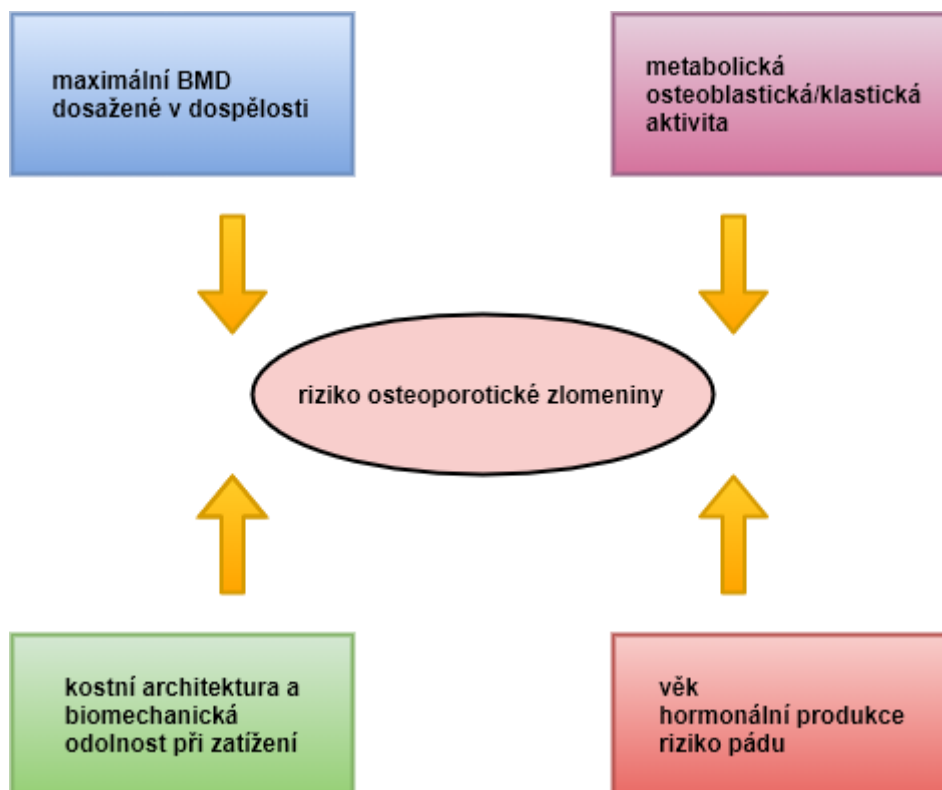 maximální BMD
dosažené v dospělosti
metabolická
osteoblastická/klastická
aktivita
riziko osteoporotické zlomeniny
kostní architektura a
biomechanická
odolnost při zatížení
věk
hormonální produkce
riziko pádu